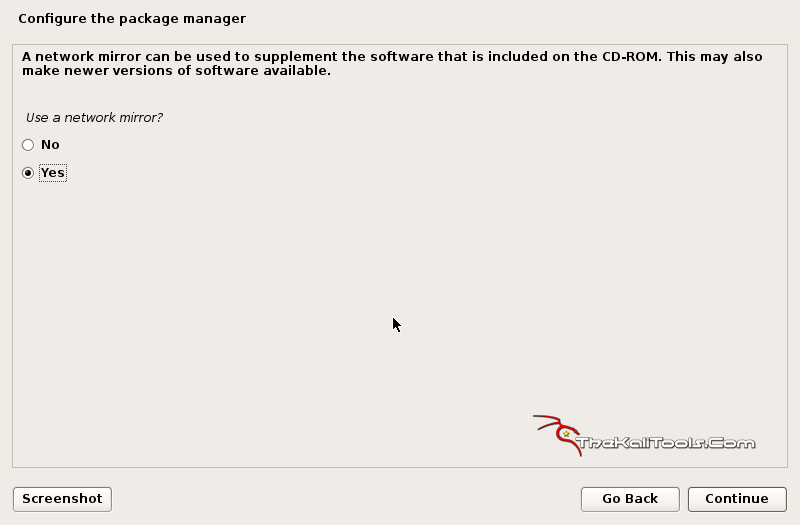 Configure the package manager
A network mirror can be used to supplement the software that is included on the CD-ROM. This may also
make newer versions of software available.
Use a network mirror?
No
Yes
TheKaliTools.Com
Screenshot
Go Back
Continue